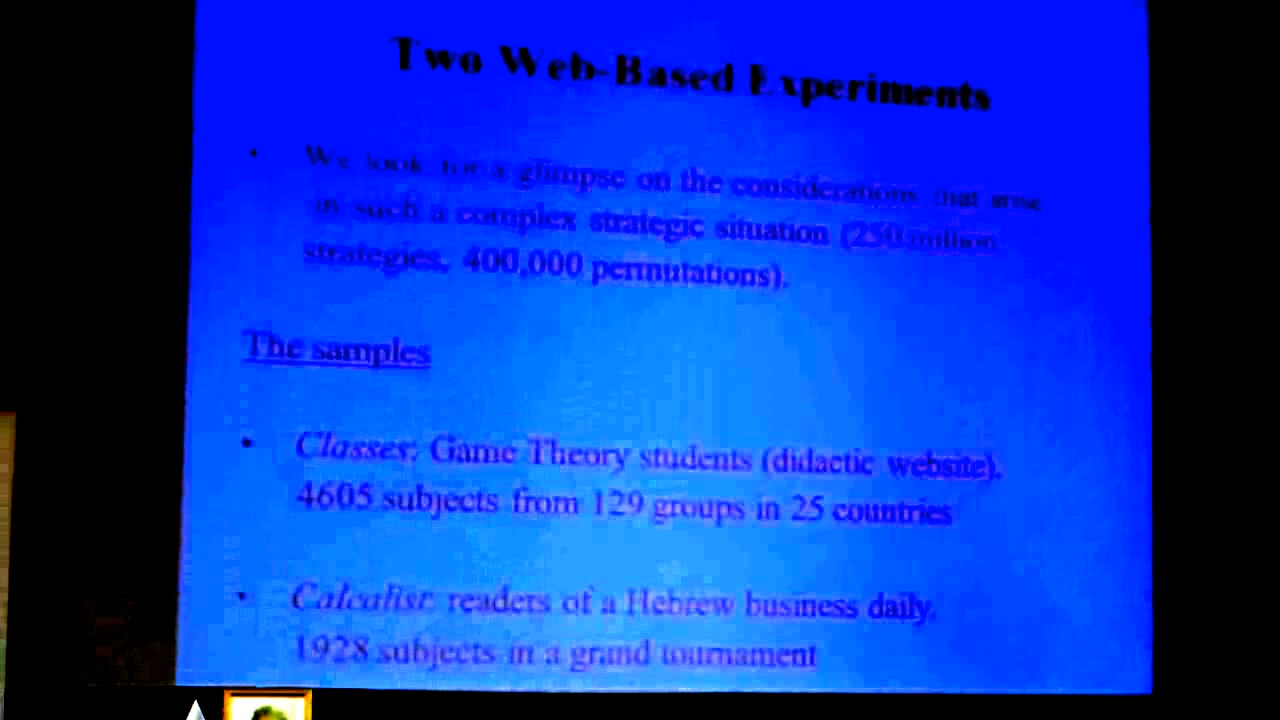 Two Web-Based Experiments
• We look for a glimpse on the considerations that arise
in such a complex strategic situation (250 million
strategies, 400,000 permutations).
The samples
• Classes: Game Theory students (didactic website).
4605 subjects from 129 groups in 25 countries
• Calcalist: readers of a Hebrew business daily.
1928 subjects in a grand tournament